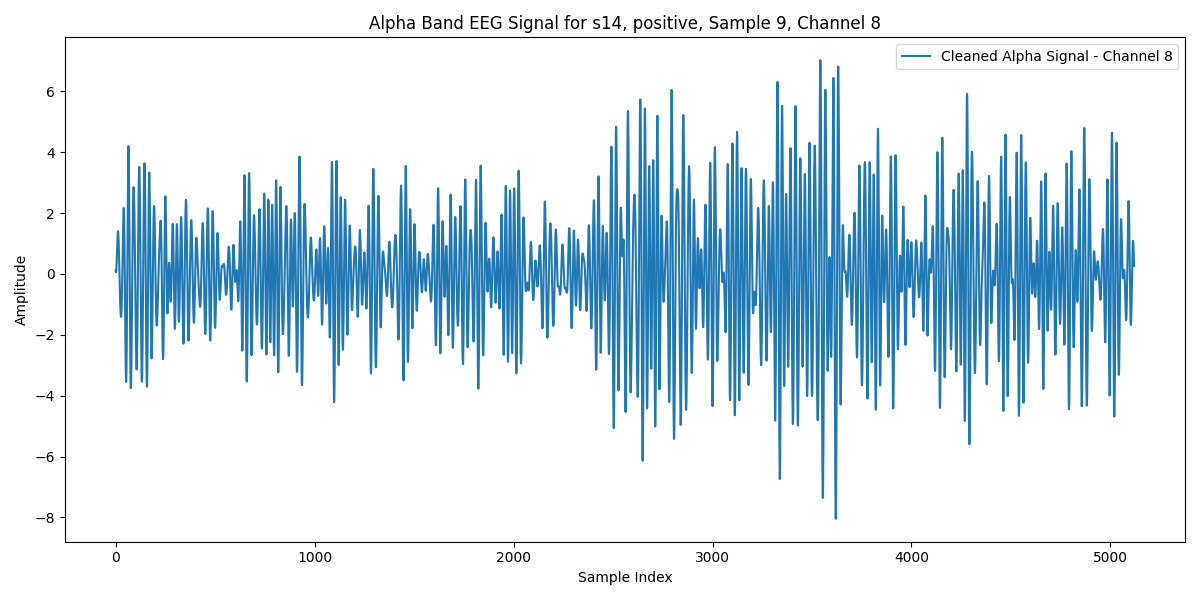 Alpha Band EEG Signal for s14, positive, Sample 9, Channel 8
Cleaned Alpha Signal - Channel 8
Amplitude
6
4
2
0
−2
−4
−6
−8
0 1000 2000 3000 4000 5000
Sample Index